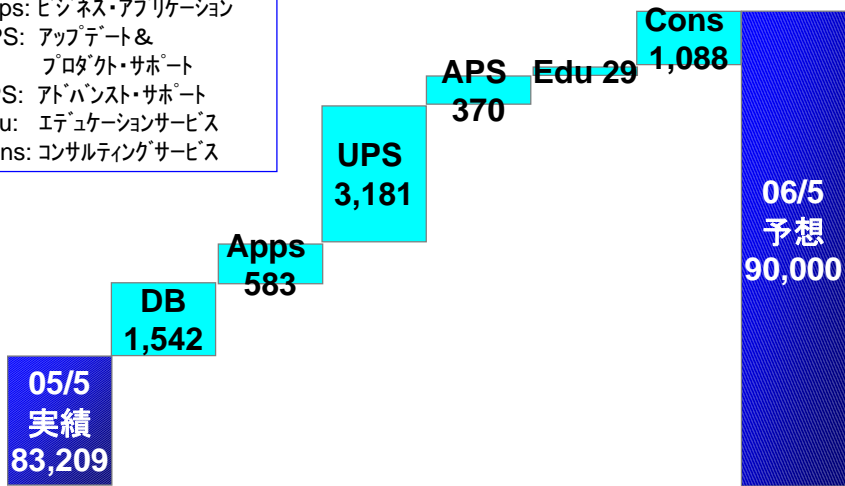 ps: ビジネス・アプリケーション
PS: アップデート&
プロダクト・サポート
PS: アドバンスト・サポート
u: エデュケーションサービス
ns: コンサルティングサービス
Cons
1,088
APS
370
Edu 29
UPS
3,181
Apps
583
DB
1,542
05/5
実績
83,209
06/5
予想
90,000